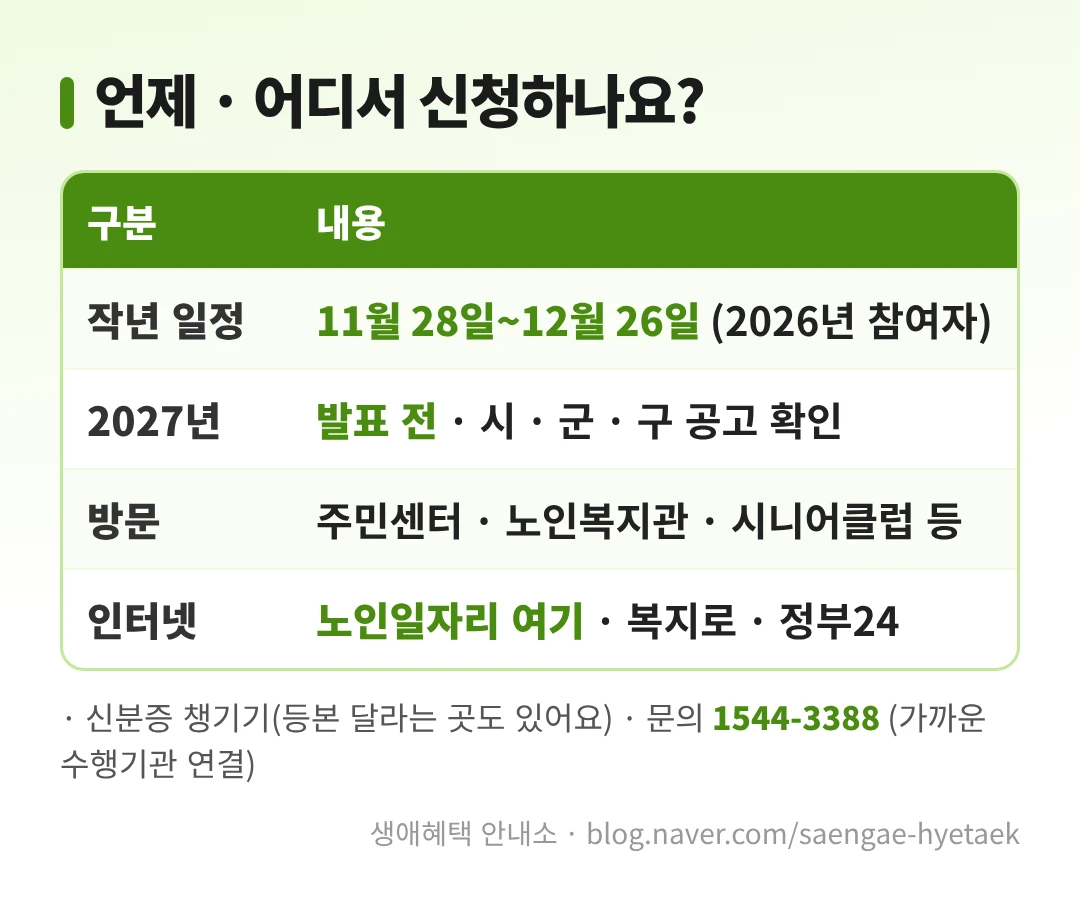 언제 · 어디서 신청하나요?
구분 내용
작년 일정 11월 28일~12월 26일 (2026년 참여자)
2027년 발표 전 · 시 · 군 · 구 공고 확인
방문 주민센터 · 노인복지관 · 시니어클럽 등
인터넷 노인일자리 여기 · 복지로 · 정부24
· 신분증 챙기기(등본 달라는 곳도 있어요) · 문의 1544-3388 (가까운
수행기관 연결)
생애혜택 안내소 · blog.naver.com/saengae-hyetaek